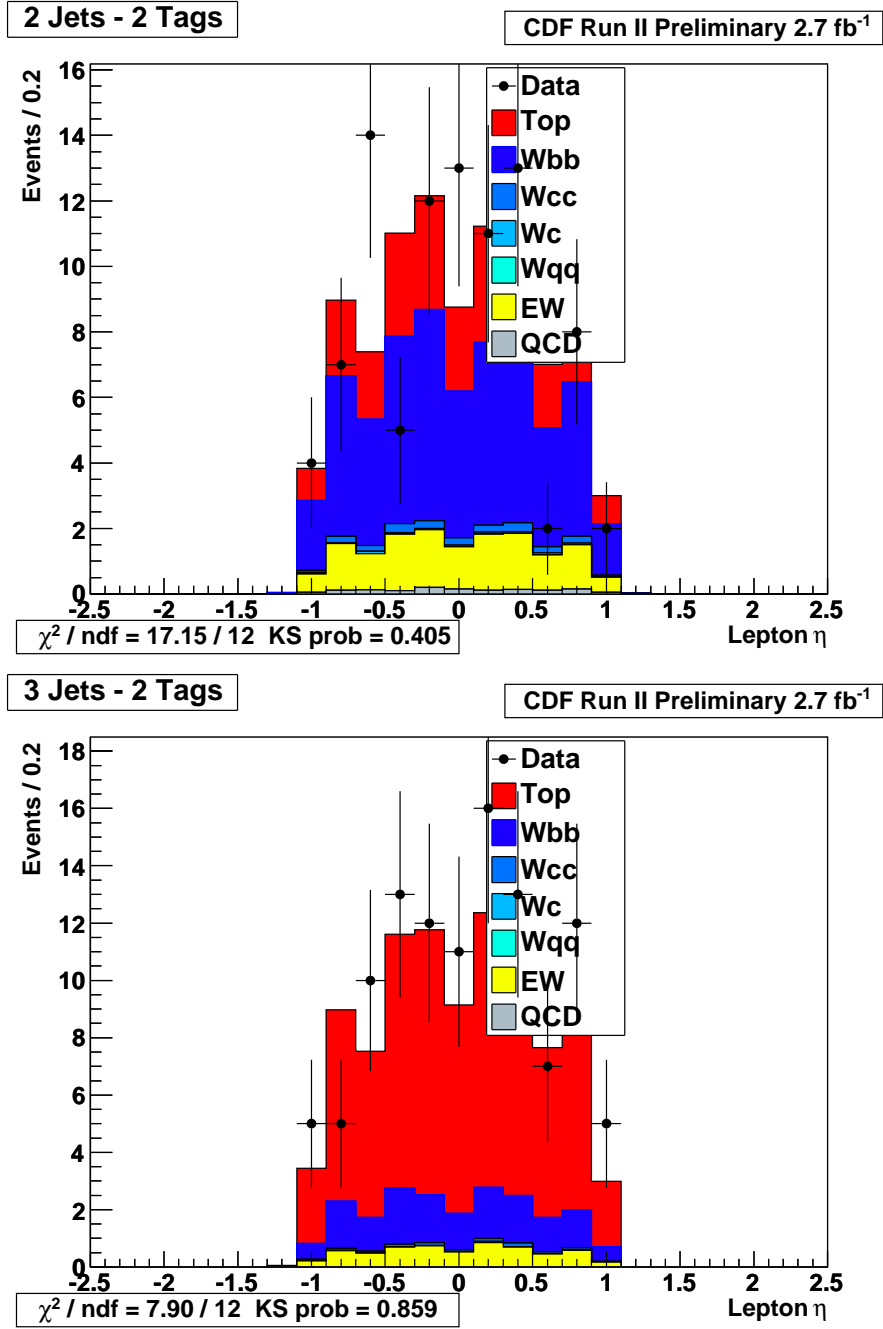 2 Jets - 2 Tags
CDF Run II Preliminary 2.7 fb⁻¹
Events / 0.2
16
14
12
10
8
6
4
2
0
Data
Top
Wbb
Wcc
Wc
Wqq
EW
QCD
-2.5 -2 -1.5 -1 -0.5 0 0.5 1 1.5 2 2.5
χ² / ndf = 17.15 / 12 KS prob = 0.405
Lepton η
3 Jets - 2 Tags
CDF Run II Preliminary 2.7 fb⁻¹
Events / 0.2
18
16
14
12
10
8
6
4
2
0
Data
Top
Wbb
Wcc
Wc
Wqq
EW
QCD
-2.5 -2 -1.5 -1 -0.5 0 0.5 1 1.5 2 2.5
χ² / ndf = 7.90 / 12 KS prob = 0.859
Lepton η